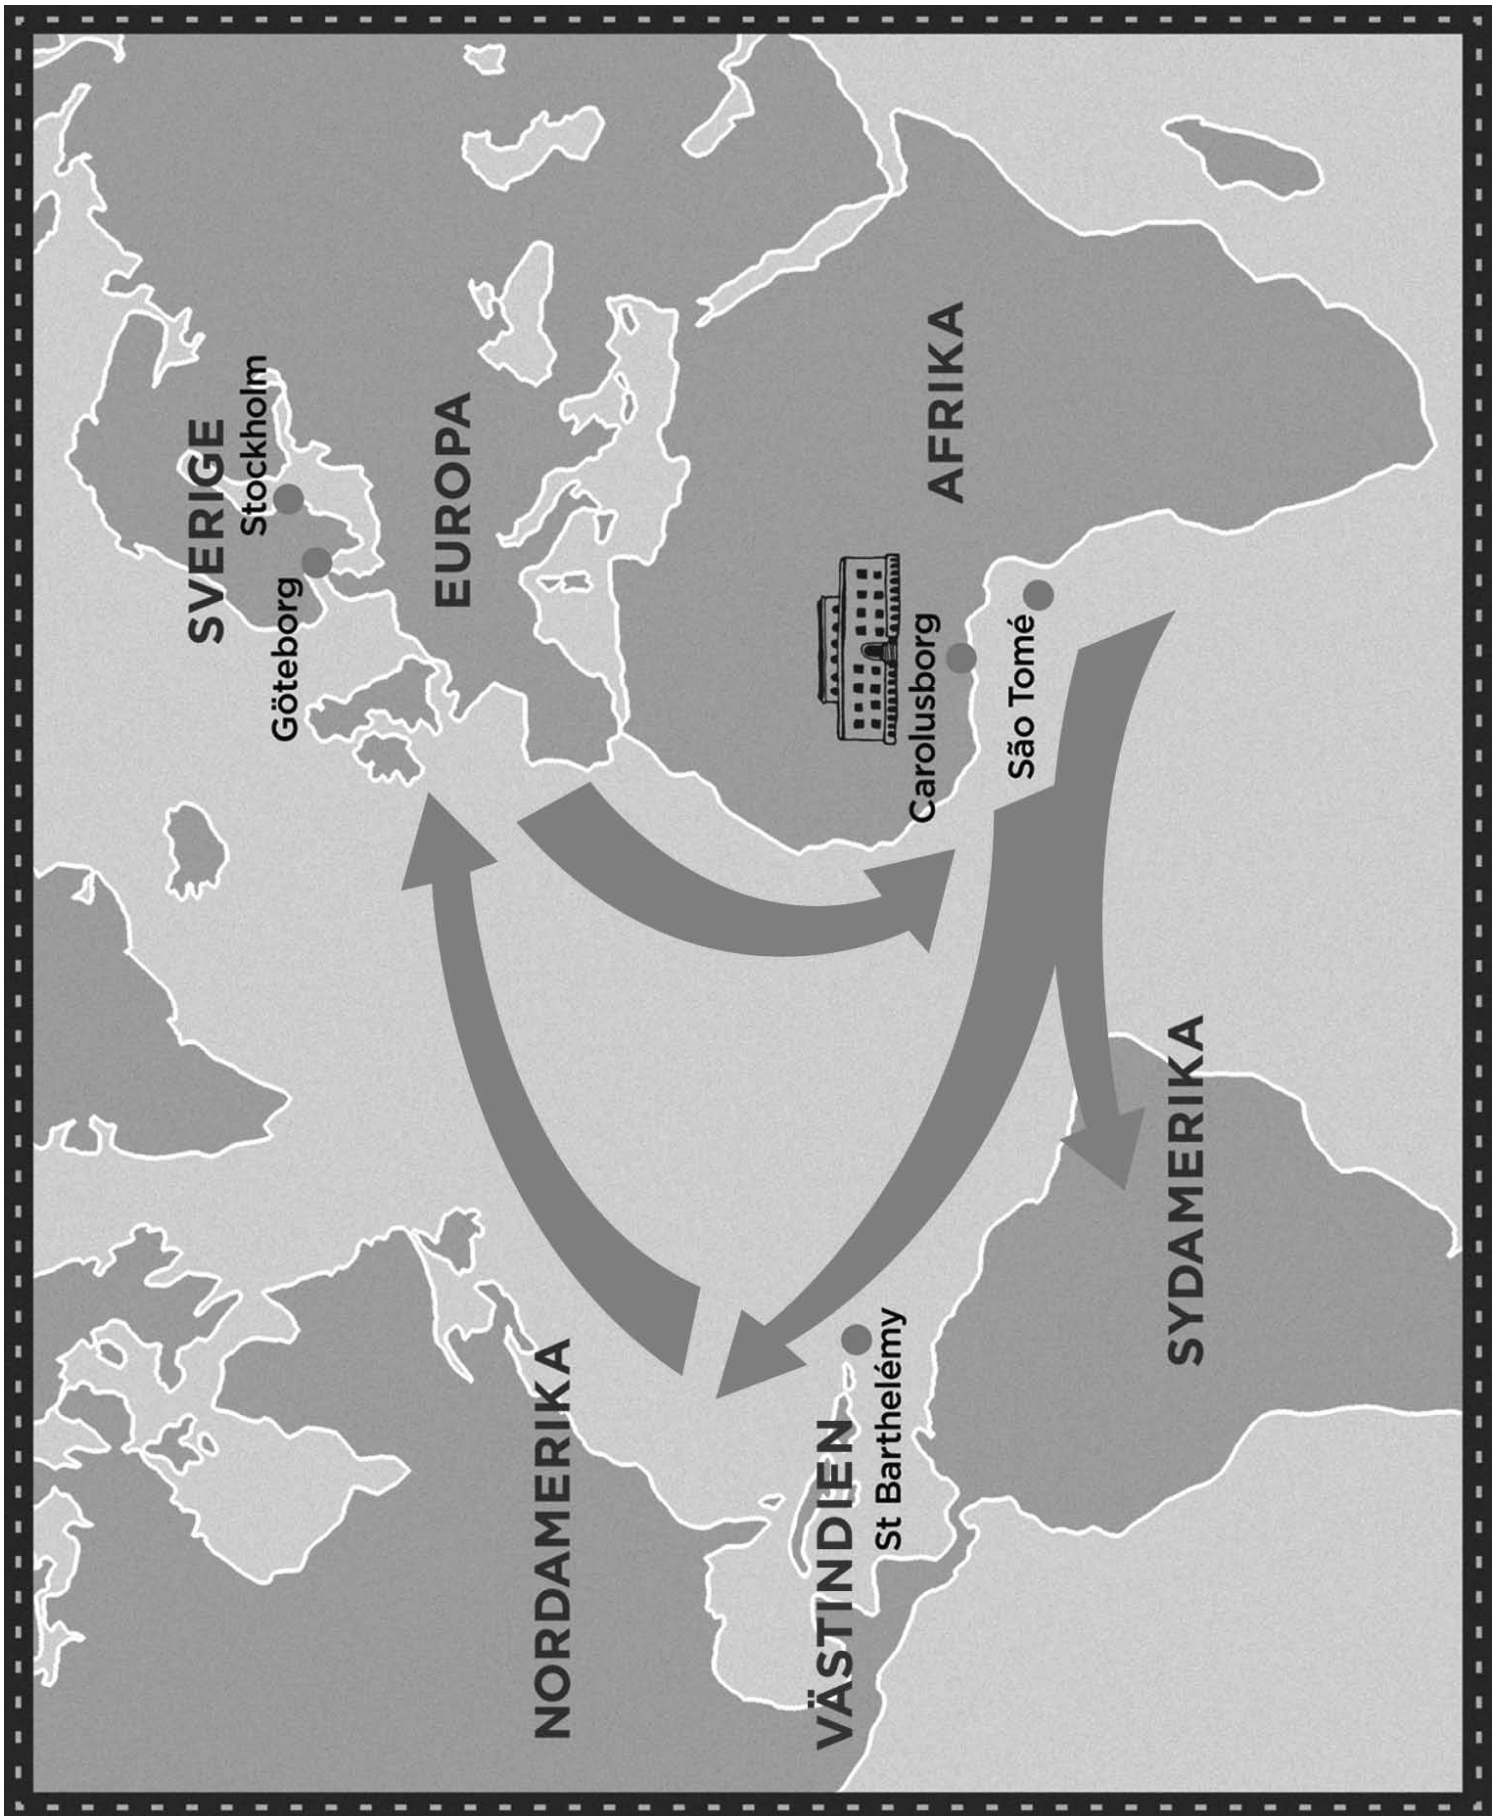 SVERIGE
Stockholm
Göteborg
EUROPA
NORDAMERIKA
AFRIKA
Carolusborg
VÄSTINDIEN
St Barthelémy
São Tomé
SYDAMERIKA